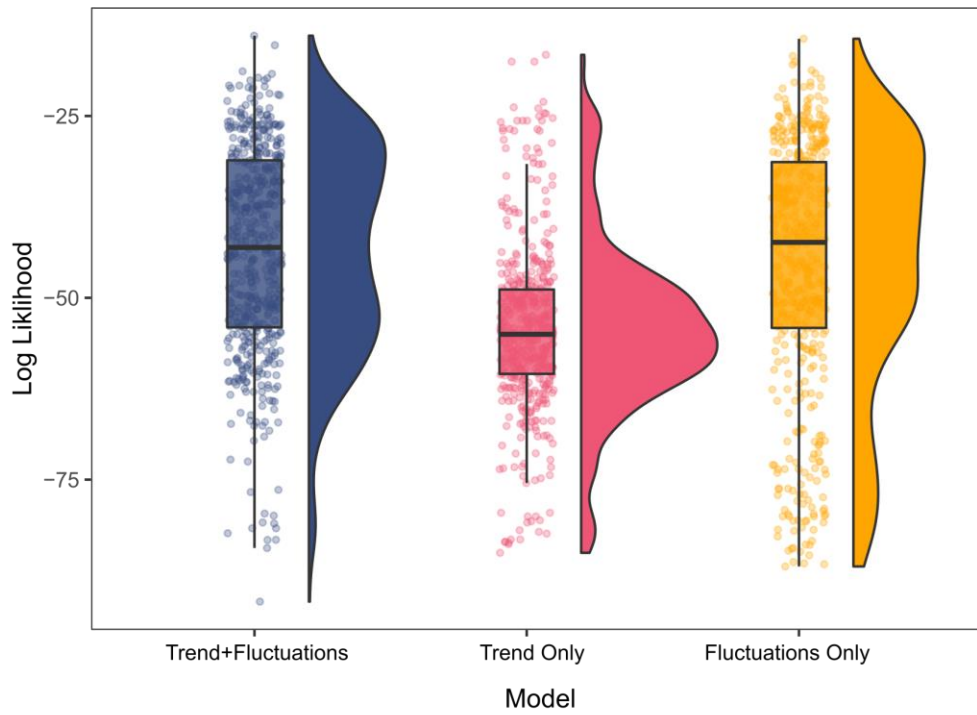 Log Liklihood
−25
−50
−75
Trend+Fluctuations
Trend Only
Fluctuations Only
Model